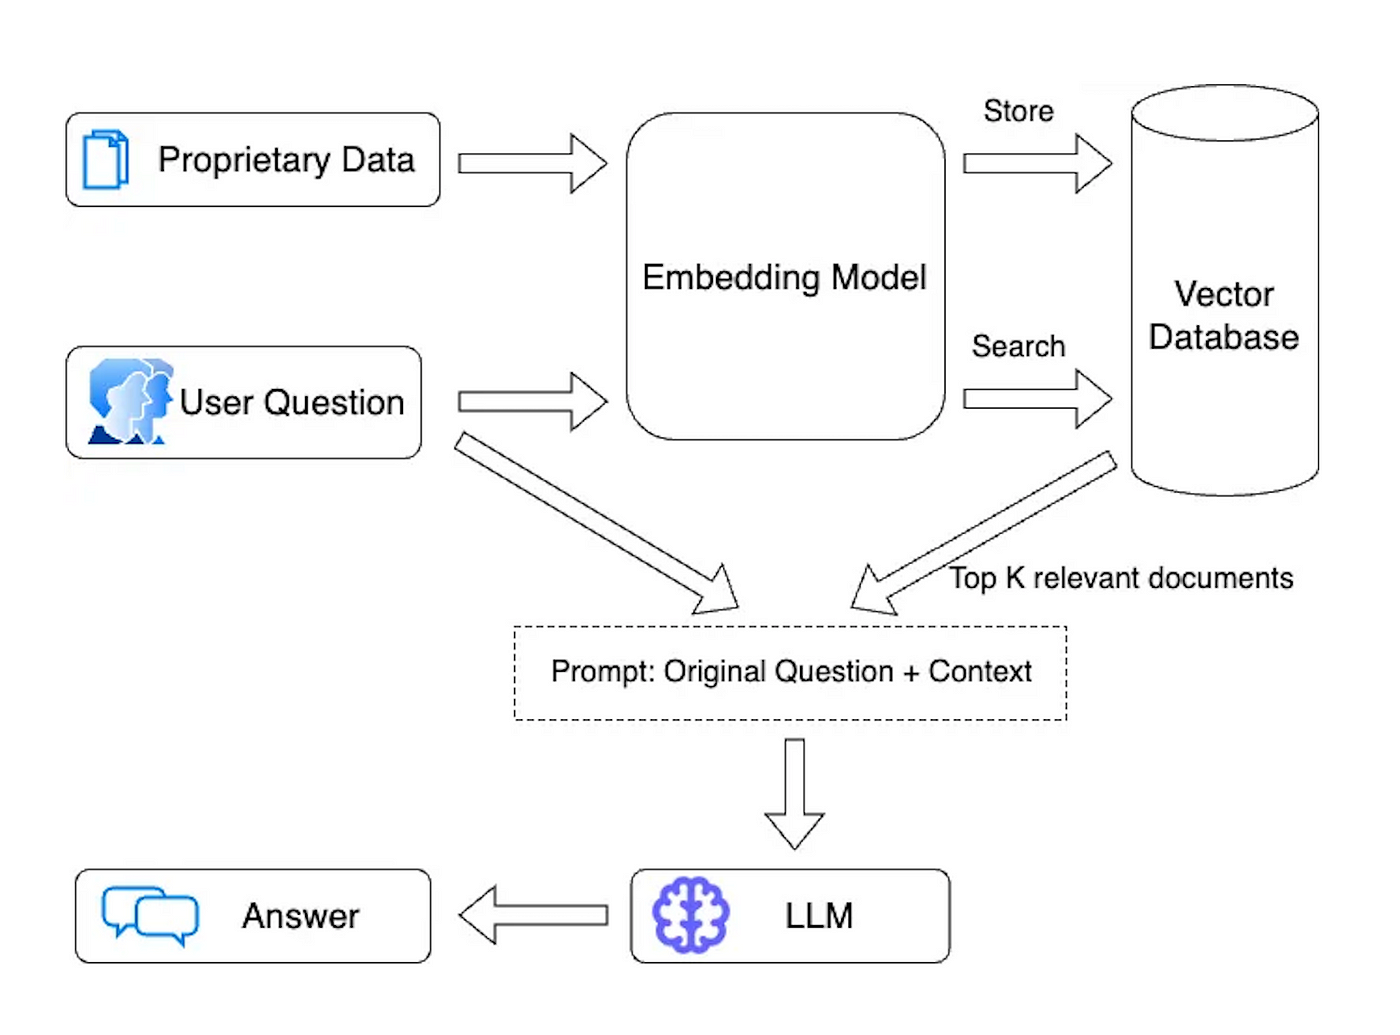 Store
Proprietary Data
Embedding Model
Vector
Database
Search
User Question
Top K relevant documents
Prompt: Original Question + Context
Answer
LLM